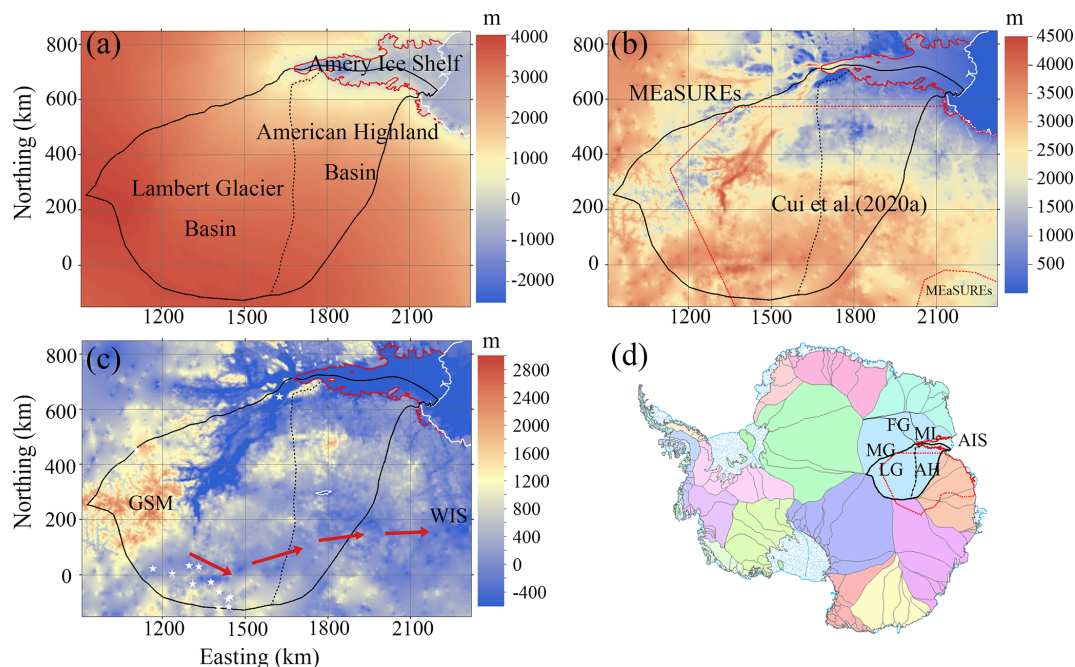 m
(a)
Amery Ice Shelf
American Highland
Basin
Lambert Glacier
Basin
Northing (km)
800
600
400
200
0
1200
1500
1800
2100
4000
3000
2000
1000
0
-1000
-2000
m
(b)
MEaSUREs
Cui et al.(2020a)
MEaSUREs
800
600
400
200
0
1200
1500
1800
2100
4500
4000
3500
3000
2500
2000
1500
1000
500
m
(c)
GSM
WIS
Northing (km)
800
600
400
200
0
1200
1500
1800
2100
Easting (km)
2800
2400
2000
1600
1200
800
400
0
-400
(d)
FG
ML
AIS
MG
LG
AH